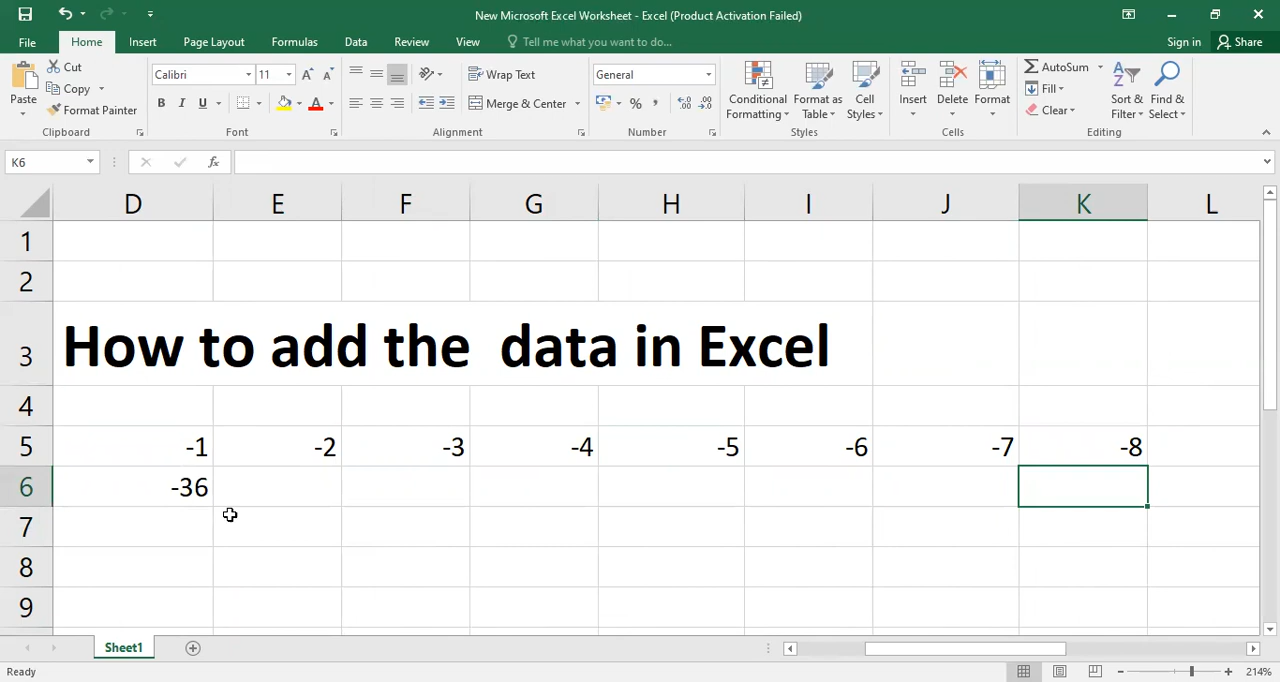 New Microsoft Excel Worksheet - Excel (Product Activation Failed)
File Home Insert Page Layout Formulas Data Review View Tell me what you want to do... Sign in Share
Paste Cut Copy Format Painter
Calibri 11
B I U
Wrap Text
Merge & Center
General
Conditional Formatting
Format as Table
Cell Styles
Insert Delete Format
AutoSum
Fill
Clear
Sort & Filter
Find & Select
Clipboard Font Alignment Number Styles Cells Editing
K6 fx
D E F G H I J K L
1
2
3 How to add the  data in Excel
4
5 -1 -2 -3 -4 -5 -6 -7 -8
6 -36
7
8
9
Sheet1
Ready 214%